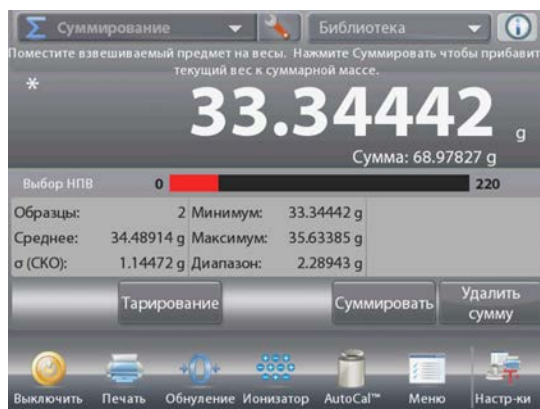 Σ Суммирование Библиотека
Поместите взвешиваемый предмет на весы. Нажмите Суммировать чтобы прибавит
текущий вес к суммарной массе.
*
33.34442 g
Сумма: 68.97827 g
Выбор НПВ 0 220
Образцы: 2 Минимум: 33.34442 g
Среднее: 34.48914 g Максимум: 35.63385 g
σ (СКО): 1.14472 g Диапазон: 2.28943 g
Тарирование Суммировать Удалить
сумму
Выключить Печать Обнуление Ионизатор AutoCal™ Меню Настр-ки